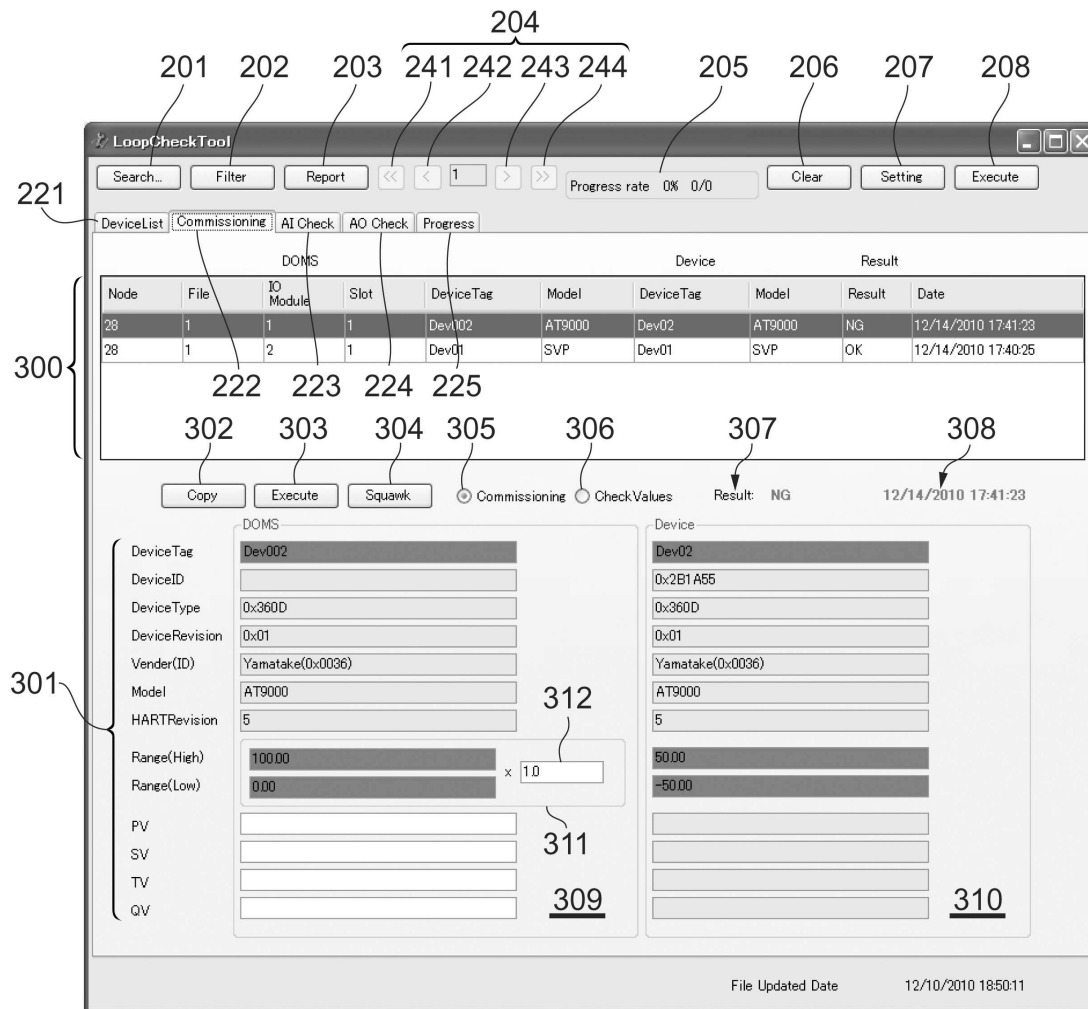 204
201 202 203 241 242 243 244 205 206 207 208
LoopCheckTool
Search... Filter Report << < 1 > >> Progress rate 0% 0/0 Clear Setting Execute
221
DeviceList Commissioning AI Check AO Check Progress
DOMS Device Result
Node File IO Module Slot DeviceTag Model DeviceTag Model Result Date
28 1 1 1 Dev002 AT9000 Dev02 AT9000 NG 12/14/2010 17:41:23
28 1 2 1 Dev01 SVP Dev01 SVP OK 12/14/2010 17:40:25
300
222 223 224 225
302 303 304 305 306 307 308
Copy Execute Squawk Commissioning CheckValues Result: NG 12/14/2010 17:41:23
DOMS Device
DeviceTag Dev002 Dev02
DeviceID 0x2B1A55
DeviceType 0x360D 0x360D
DeviceRevision 0x01 0x01
Vender(ID) Yamatake(0x0036) Yamatake(0x0036)
301
Model AT9000 AT9000
312
HARTRevision 5 5
Range(High) 100.00 50.00
x 1.0
Range(Low) 0.00 -50.00
PV
311
SV
TV
QV
309 310
File Updated Date 12/10/2010 18:50:11